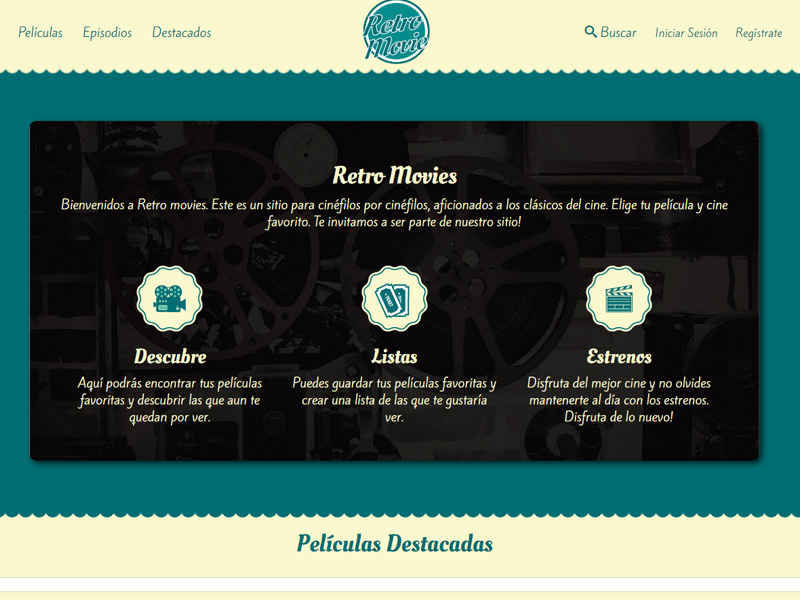 Películas Episodios Destacados
Retro
Movie
Buscar Iniciar Sesión Regístrate
Retro Movies
Bienvenidos a Retro movies. Este es un sitio para cinéfilos por cinéfilos, aficionados a los clásicos del cine. Elige tu película y cine
favorito. Te invitamos a ser parte de nuestro sitio!
Descubre
Aquí podrás encontrar tus películas
favoritas y descubrir las que aun te
quedan por ver.
Listas
Puedes guardar tus películas favoritas y
crear una lista de las que te gustaría
ver.
Estrenos
Disfruta del mejor cine y no olvides
mantenerte al día con los estrenos.
Disfruta de lo nuevo!
Películas Destacadas